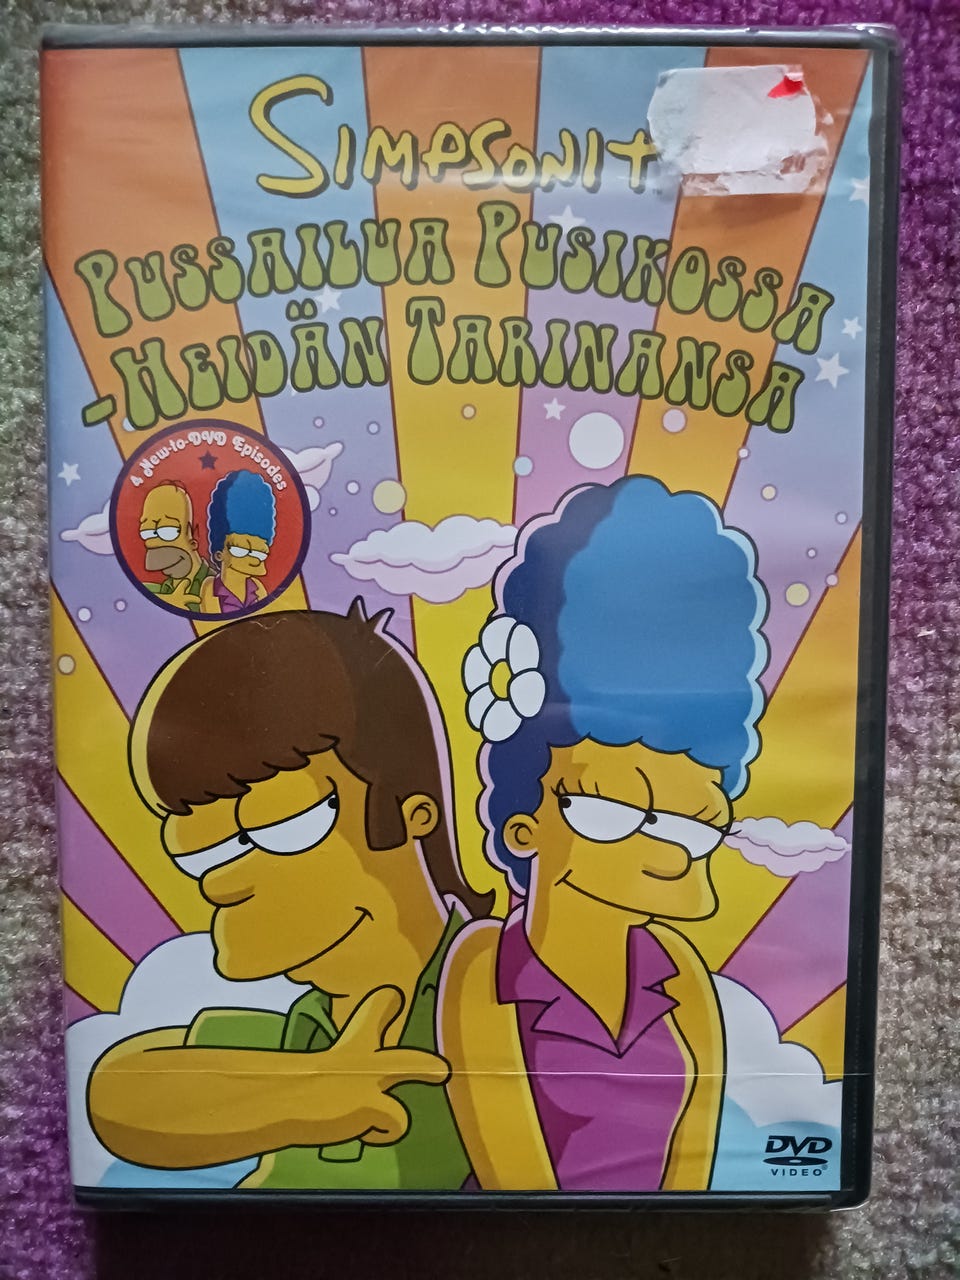 SIMPSONIT
PUSSAILUA PUSIKOSSA
-HEIDÄN TARINANSA
4 New-to-DVD Episodes
DVD
VIDEO